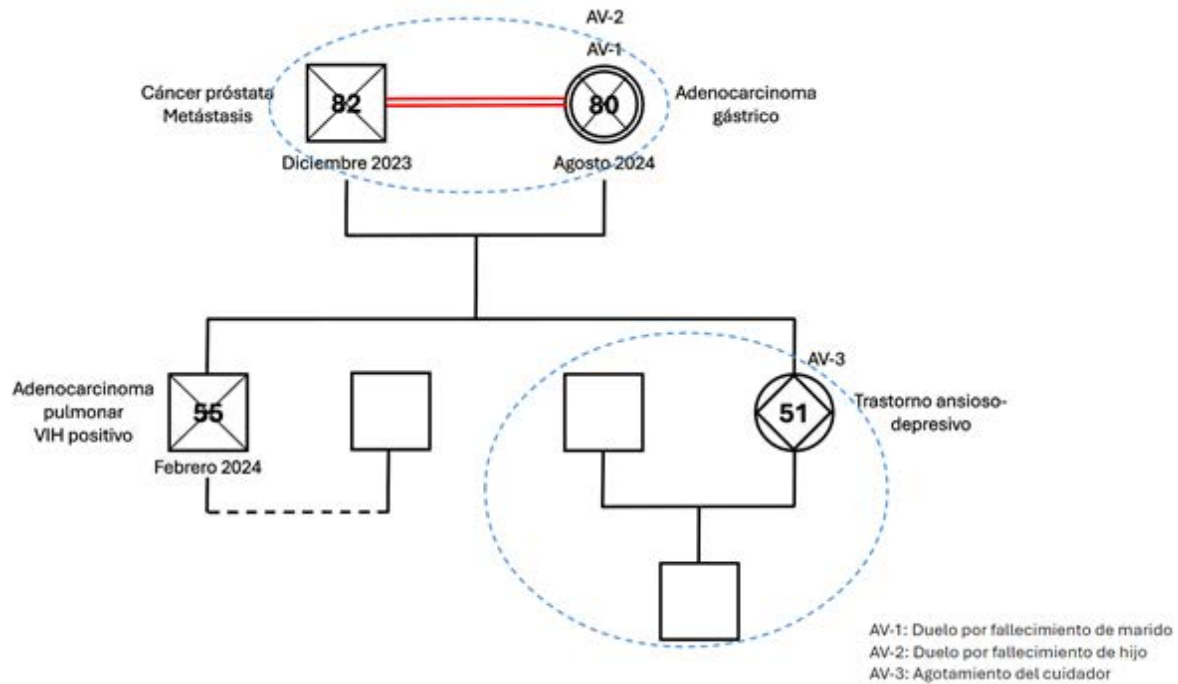 AV-2
AV-1
Cáncer próstata
Metástasis
82
80
Adenocarcinoma
gástrico
Diciembre 2023
Agosto 2024
AV-3
Adenocarcinoma
pulmonar
VIH positivo
55
51
Trastorno ansioso-
depresivo
Febrero 2024
AV-1: Duelo por fallecimiento de marido
AV-2: Duelo por fallecimiento de hijo
AV-3: Agotamiento del cuidador